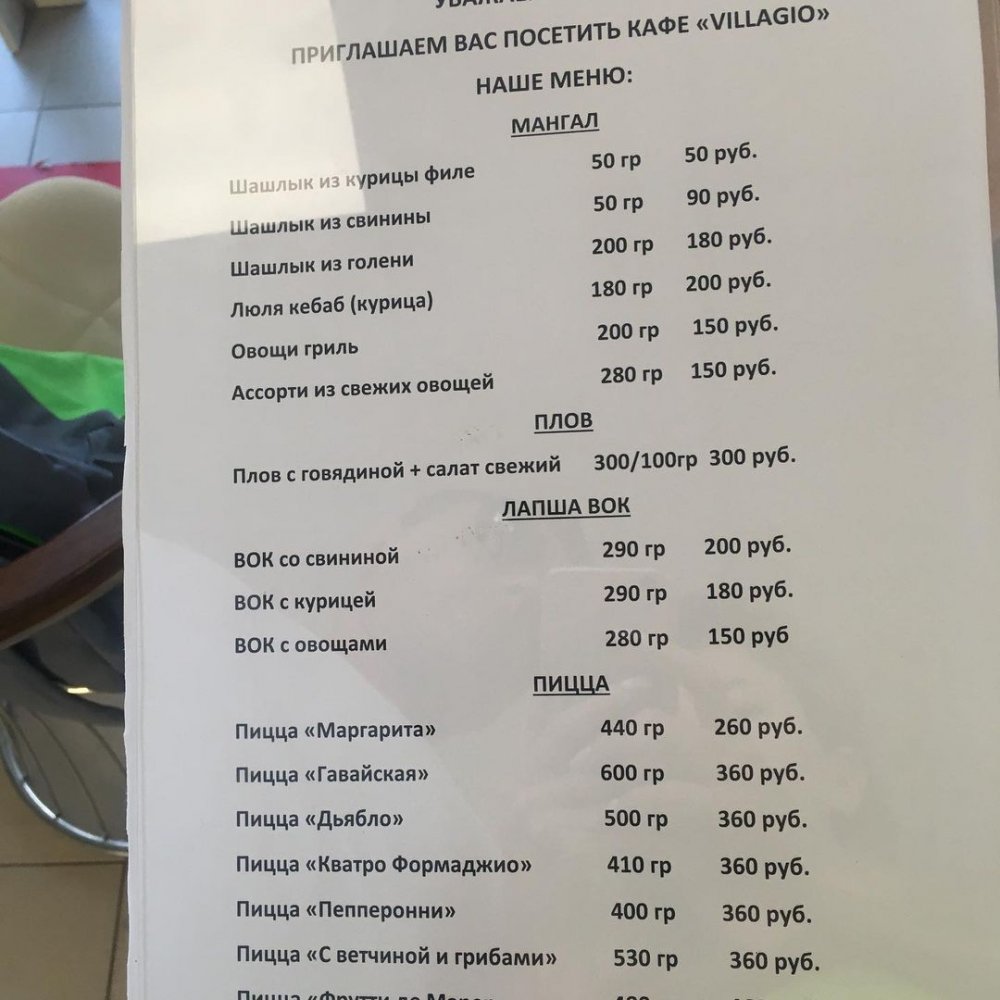 ПРИГЛАШАЕМ ВАС ПОСЕТИТЬ КАФЕ «VILLAGIO»
НАШЕ МЕНЮ:
МАНГАЛ
Шашлык из курицы филе 50 гр 50 руб.
Шашлык из свинины 50 гр 90 руб.
Шашлык из голени 200 гр 180 руб.
Люля кебаб (курица) 180 гр 200 руб.
Овощи гриль 200 гр 150 руб.
Ассорти из свежих овощей 280 гр 150 руб.
ПЛОВ
Плов с говядиной + салат свежий 300/100гр 300 руб.
ЛАПША ВОК
ВОК со свининой 290 гр 200 руб.
ВОК с курицей 290 гр 180 руб.
ВОК с овощами 280 гр 150 руб
ПИЦЦА
Пицца «Маргарита» 440 гр 260 руб.
Пицца «Гавайская» 600 гр 360 руб.
Пицца «Дьябло» 500 гр 360 руб.
Пицца «Кватро Формаджио» 410 гр 360 руб.
Пицца «Пепперонни» 400 гр 360 руб.
Пицца «С ветчиной и грибами» 530 гр 360 руб.
Пицца «Фрутти де Маре»